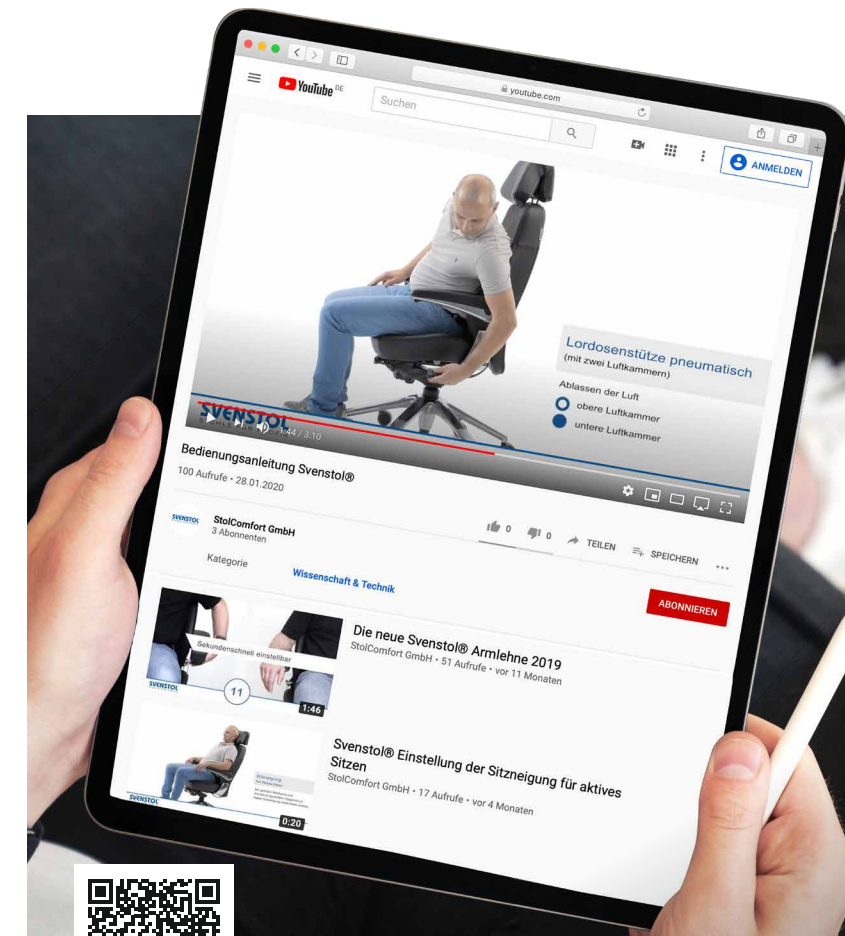 youtube.com
YouTube DE
Suchen
ANMELDEN
Lordosenstütze pneumatisch
(mit zwei Luftkammern)
Ablassen der Luft
obere Luftkammer
untere Luftkammer
SVENSTOL
1:44 / 3:10
Bedienungsanleitung Svenstol®
100 Aufrufe • 28.01.2020
0
0
TEILEN
SPEICHERN
SVENSTOL
StolComfort GmbH
3 Abonnenten
Kategorie
Wissenschaft & Technik
ABONNIEREN
Sekundenschnell einstellbar
SVENSTOL
11
1:46
Die neue Svenstol® Armlehne 2019
StolComfort GmbH • 51 Aufrufe • vor 11 Monaten
SVENSTOL
0:20
Svenstol® Einstellung der Sitzneigung für aktives
Sitzen
StolComfort GmbH • 17 Aufrufe • vor 4 Monaten